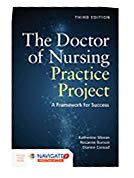 THIRD EDITION
The Doctor
of Nursing
Practice
Project
A Framework for Success
Katherine Moran
Rosanne Burson
Dianne Conrad
NAVIGATE